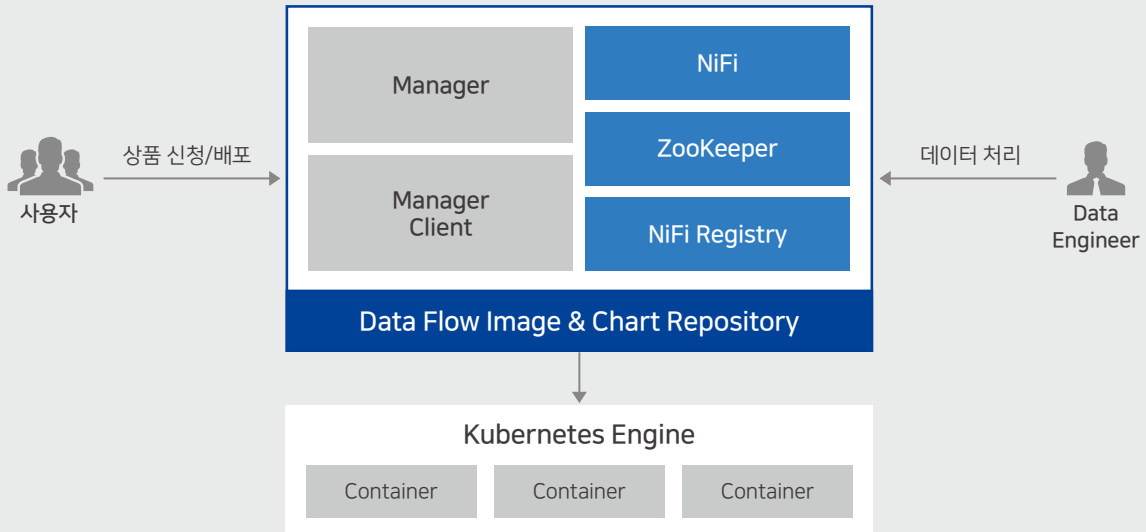 Manager
NiFi
ZooKeeper
Manager
Client
NiFi Registry
상품 신청/배포
사용자
데이터 처리
Data
Engineer
Data Flow Image & Chart Repository
Kubernetes Engine
Container
Container
Container